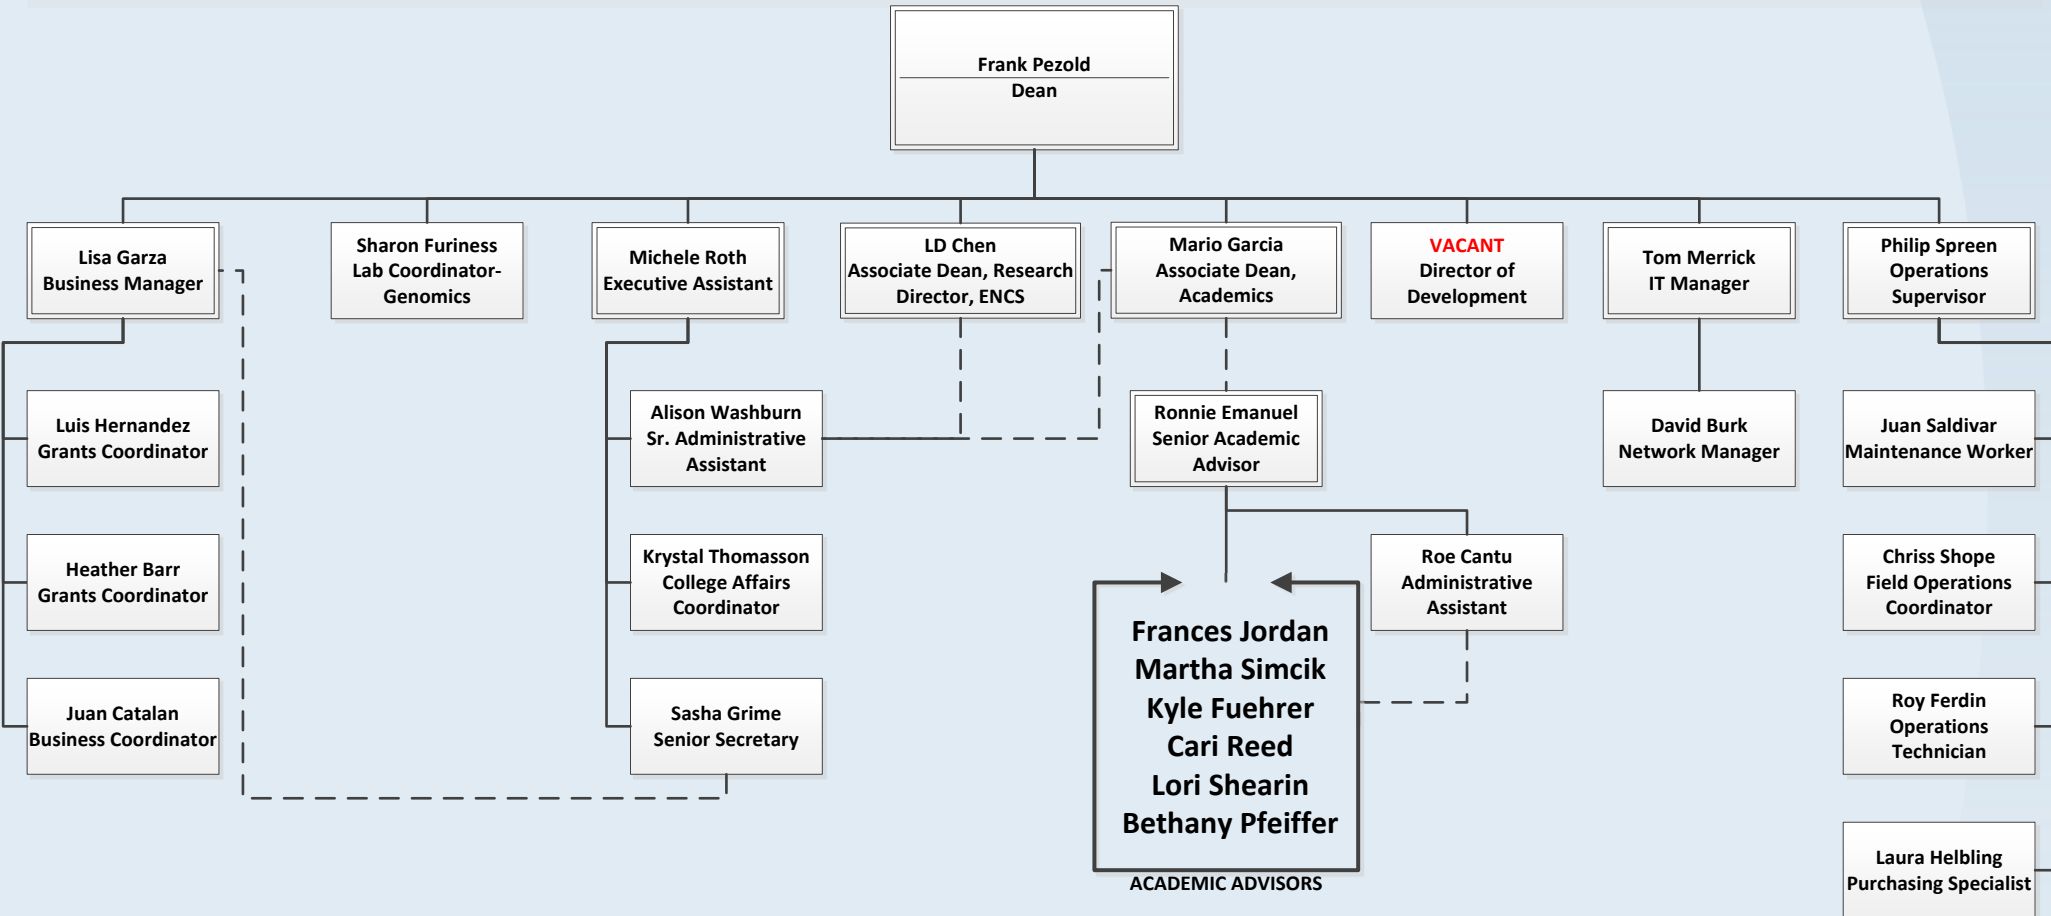 Frank Pezold
Dean
Lisa Garza
Business Manager
Sharon Furiness
Lab Coordinator-
Genomics
Michele Roth
Executive Assistant
LD Chen
Associate Dean, Research
Director, ENCS
Mario Garcia
Associate Dean,
Academics
VACANT
Director of
Development
Tom Merrick
IT Manager
Philip Spreen
Operations
Supervisor
Luis Hernandez
Grants Coordinator
Alison Washburn
Sr. Administrative
Assistant
Ronnie Emanuel
Senior Academic
Advisor
David Burk
Network Manager
Juan Saldivar
Maintenance Worker
Heather Barr
Grants Coordinator
Krystal Thomasson
College Affairs
Coordinator
Roe Cantu
Administrative
Assistant
Chriss Shope
Field Operations
Coordinator
Frances Jordan
Martha Simcik
Kyle Fuehrer
Cari Reed
Lori Shearin
Bethany Pfeiffer
ACADEMIC ADVISORS
Juan Catalan
Business Coordinator
Sasha Grime
Senior Secretary
Roy Ferdin
Operations
Technician
Laura Helbling
Purchasing Specialist